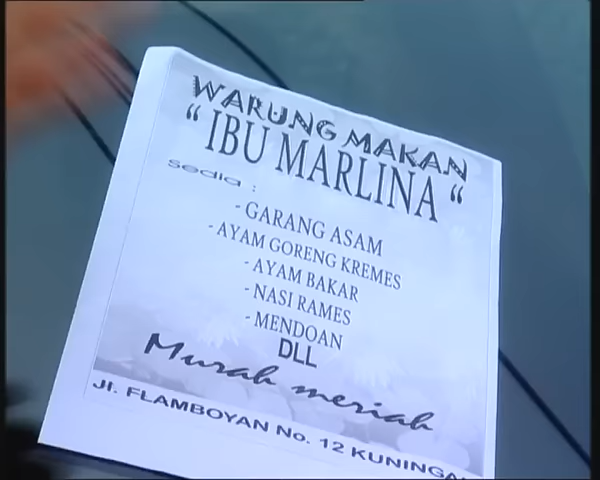 WARUNG MAKAN
“ IBU MARLINA “
sedia :
- GARANG ASAM
- AYAM GORENG KREMES
- AYAM BAKAR
- NASI RAMES
- MENDOAN
DLL
Murah meriah
Jl. FLAMBOYAN No. 12 KUNINGAN